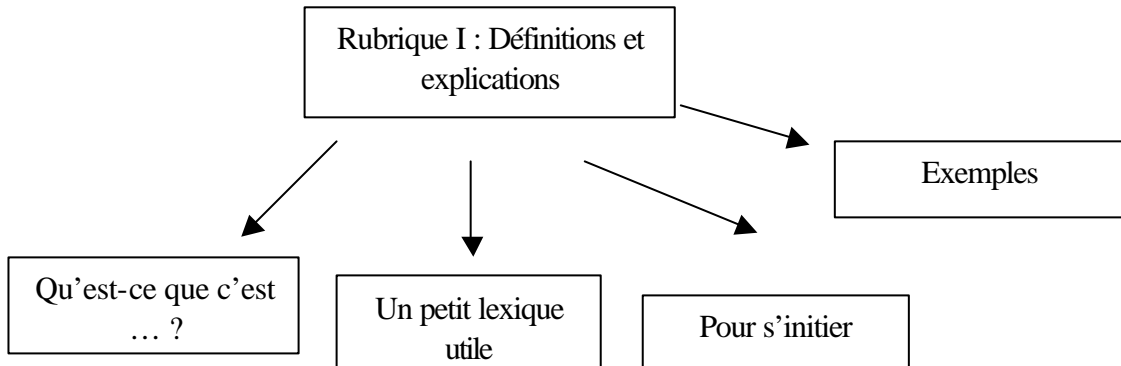 Rubrique I : Définitions et
explications
Exemples
Qu’est-ce que c’est
… ?
Un petit lexique
utile
Pour s’initier